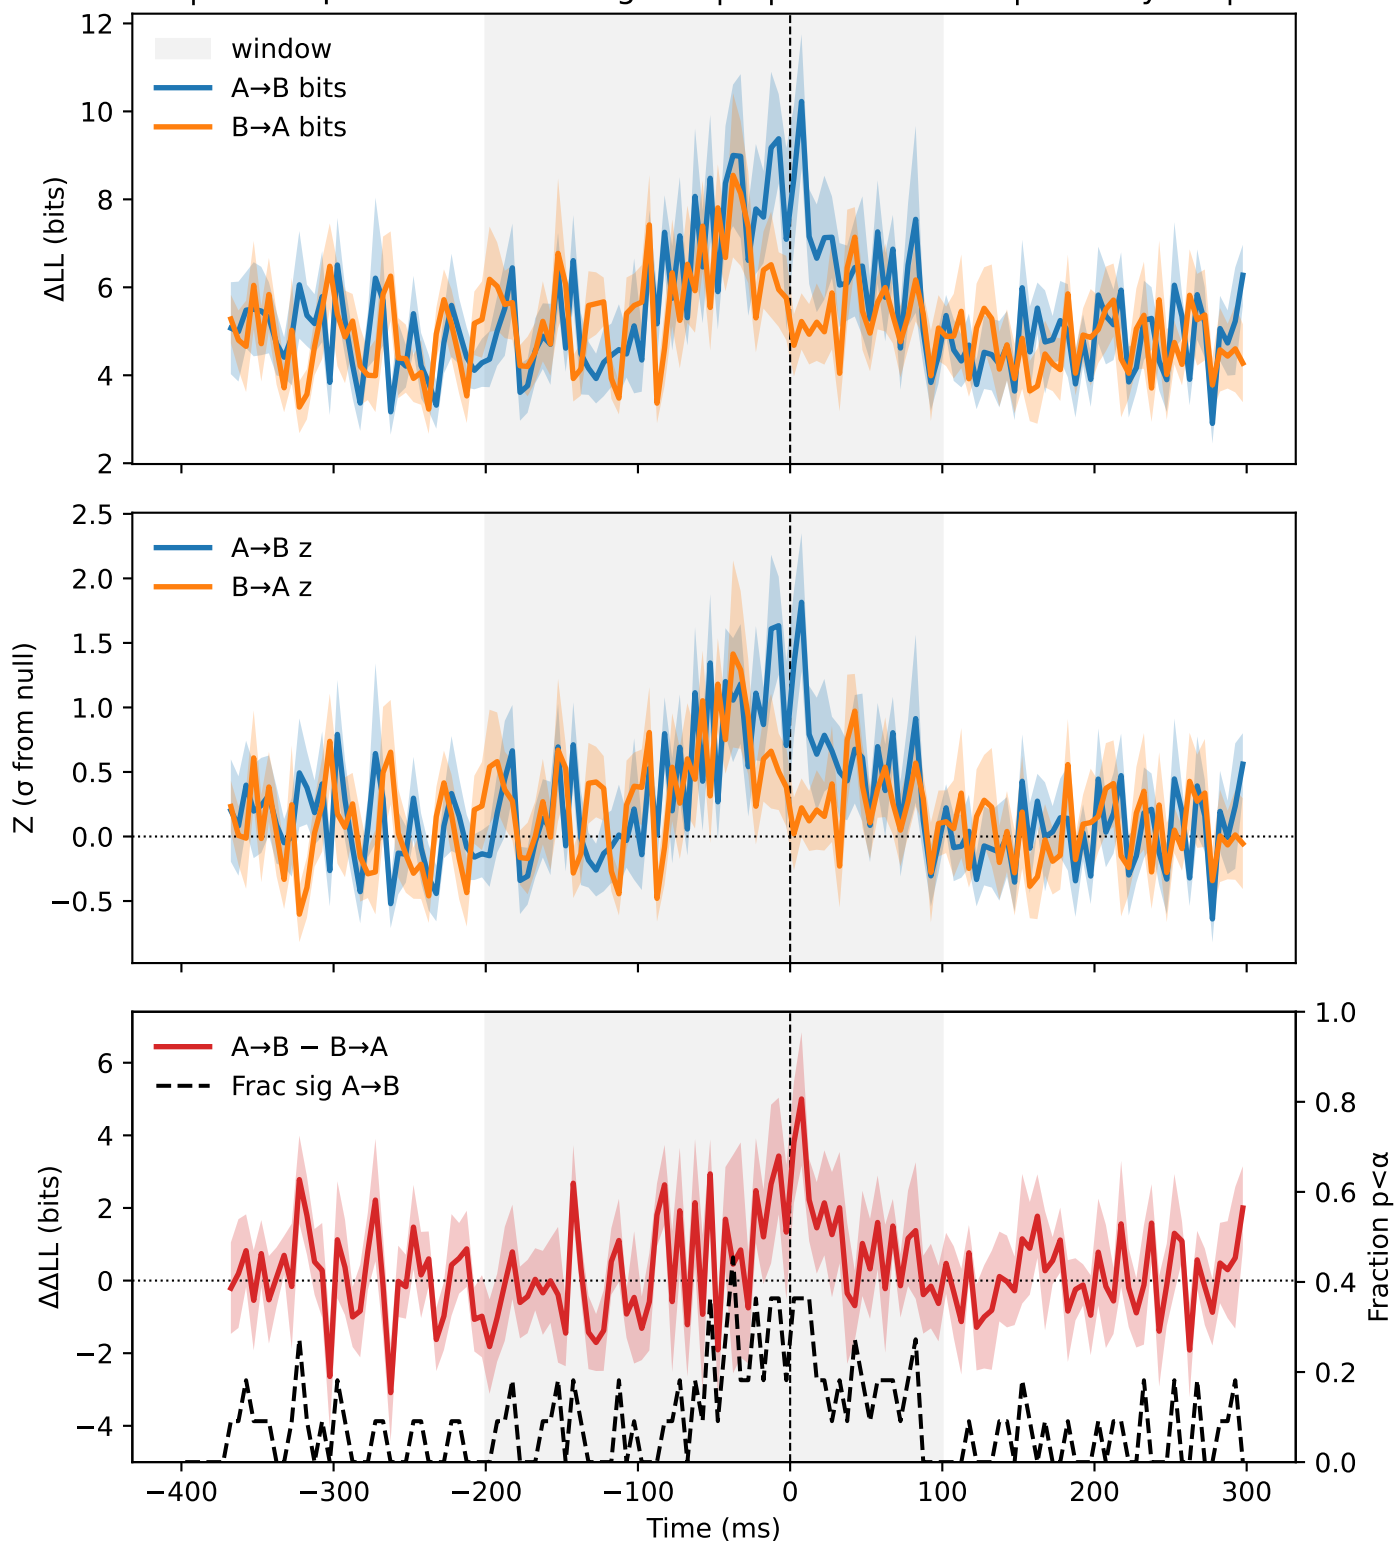 12
10
8
6
4
2
ΔLL (bits)
window
A→B bits
B→A bits
2.5
2.0
1.5
1.0
0.5
0.0
−0.5
Z (σ from null)
A→B z
B→A z
6
4
2
0
−2
−4
ΔΔLL (bits)
A→B − B→A
Frac sig A→B
1.0
0.8
0.6
0.4
0.2
0.0
Fraction p<α
−400 −300 −200 −100 0 100 200 300
Time (ms)